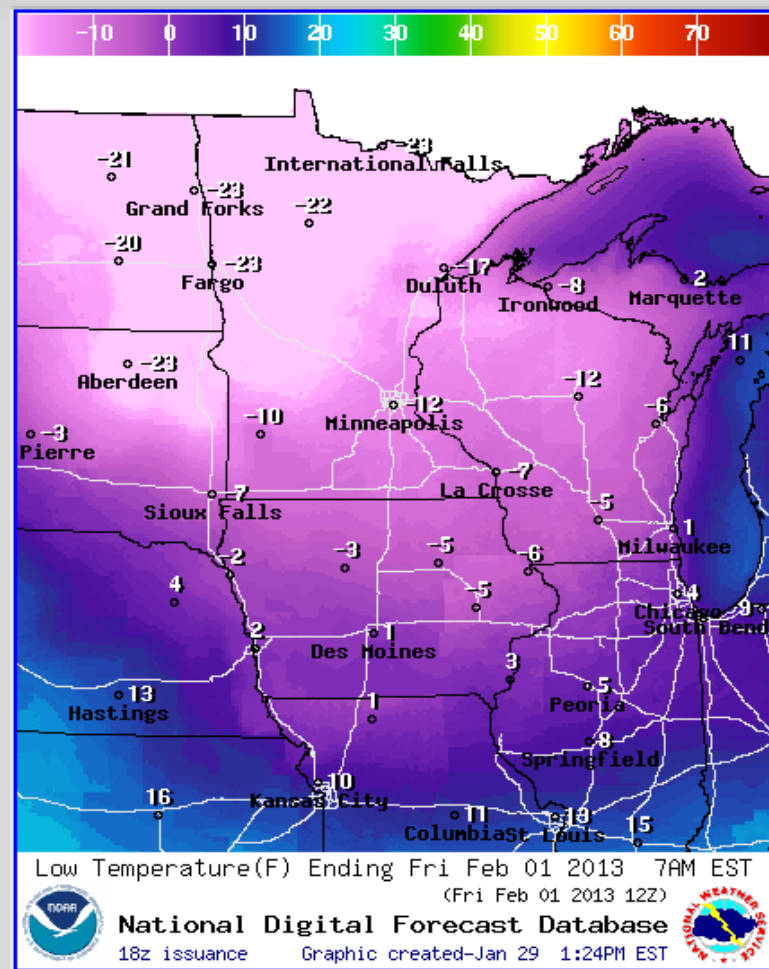 -10 0 10 20 30 40 50 60 70
-23
International Falls
-21
-23
Grand Forks
-22
-20
-23
Fargo
-17
Duluth
-8
Ironwood
2
Marquette
11
-23
Aberdeen
-12
Minneapolis
-12
-10
-6
-3
Pierre
-7
La Crosse
-7
Sioux Falls
-5
1
Milwaukee
-2
-3
-5
-6
4
-5
4
Chicago
9
South Bend
2
1
Des Moines
3
5
Peoria
13
Hastings
1
8
Springfield
10
Kansas City
16
11
Columbia
13
St Louis
15
Low Temperature(F) Ending Fri Feb 01 2013 7AM EST
(Fri Feb 01 2013 12Z)
National Digital Forecast Database
18z issuance Graphic created-Jan 29 1:24PM EST
NOAA
NATIONAL WEATHER SERVICE